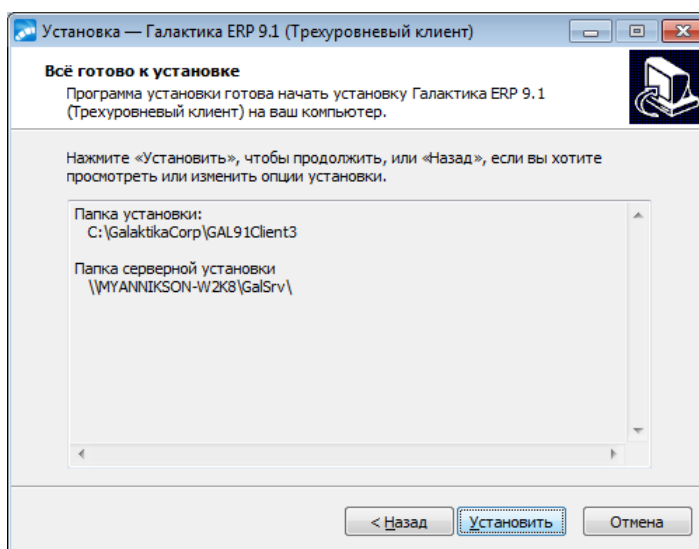 Установка — Галактика ERP 9.1 (Трехуровневый клиент)
Всё готово к установке
Программа установки готова начать установку Галактика ERP 9.1
(Трехуровневый клиент) на ваш компьютер.
Нажмите «Установить», чтобы продолжить, или «Назад», если вы хотите
просмотреть или изменить опции установки.
Папка установки:
C:\GalaktikaCorp\GAL91Client3
Папка серверной установки
\\MYANNIKSON-W2K8\GalSrv\
< Назад
Установить
Отмена